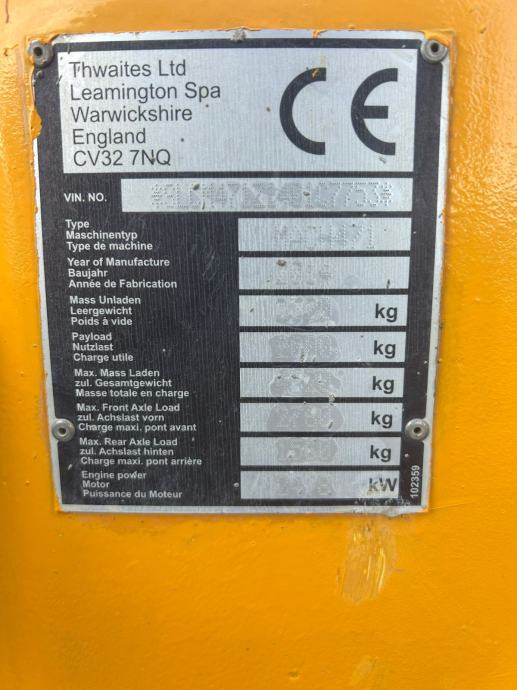 Thwaites Ltd
Leamington Spa
Warwickshire
England
CV32 7NQ
CE
VIN. NO.
Type
Maschinentyp
Type de machine
Year of Manufacture
Baujahr
Année de Fabrication
Mass Unladen
Leergewicht
Poids à vide
kg
Payload
Nutzlast
Charge utile
kg
Max. Mass Laden
zul. Gesamtgewicht
Masse totale en charge
kg
Max. Front Axle Load
zul. Achslast vorn
Charge maxi. pont avant
kg
Max. Rear Axle Load
zul. Achslast hinten
Charge maxi. pont arrière
kg
Engine power
Motor
Puissance du Moteur
kW
102359